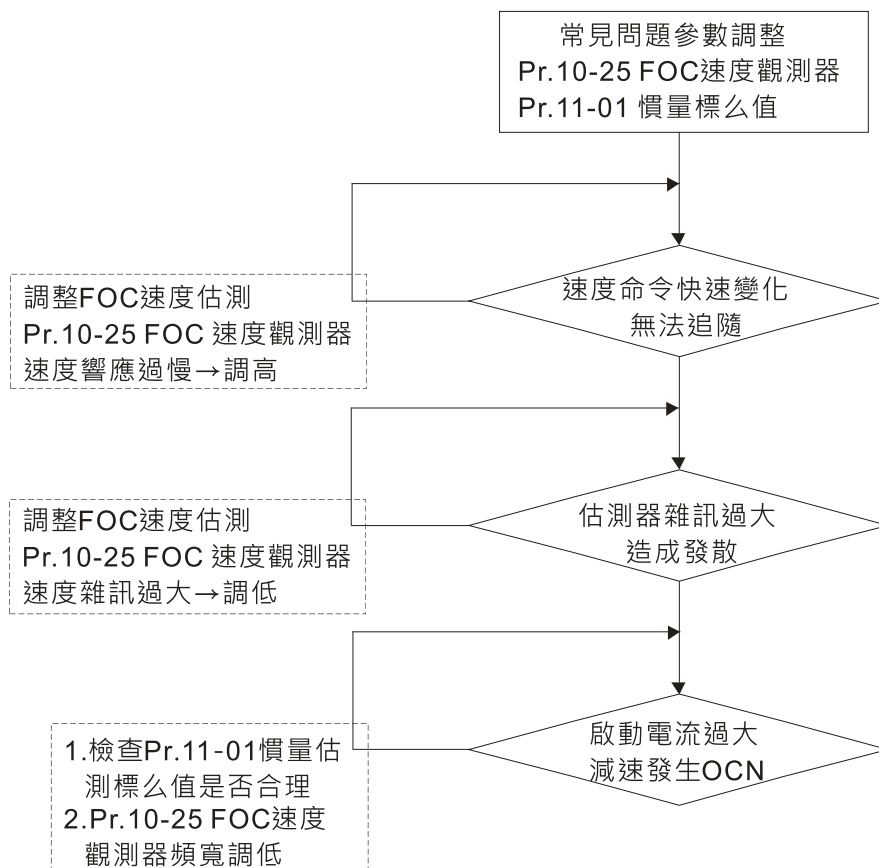 常見問題參數調整
Pr.10-25 FOC速度觀測器
Pr.11-01 慣量標么值
速度命令快速變化
無法追隨
調整FOC速度估測
Pr.10-25 FOC 速度觀測器
速度響應過慢→調高
估測器雜訊過大
造成發散
調整FOC速度估測
Pr.10-25 FOC 速度觀測器
速度雜訊過大→調低
啟動電流過大
減速發生OCN
1.檢查Pr.11-01慣量估
測標么值是否合理
2.Pr.10-25 FOC速度
觀測器頻寬調低